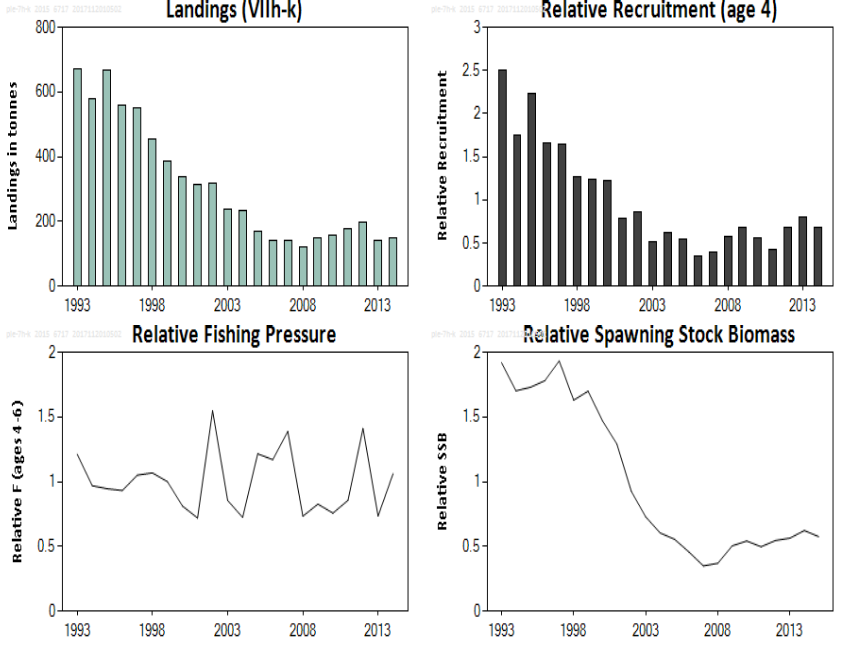 Landings (VIIh-k)
Landings in tonnes
800
600
400
200
0
1993 1998 2003 2008 2013
Relative Recruitment (age 4)
Relative Recruitment
3
2.5
2
1.5
1
0.5
0
1993 1998 2003 2008 2013
Relative Fishing Pressure
Relative F (ages 4-6)
2
1.5
1
0.5
0
1993 1998 2003 2008 2013
Relative Spawning Stock Biomass
Relative SSB
2
1.5
1
0.5
0
1993 1998 2003 2008 2013